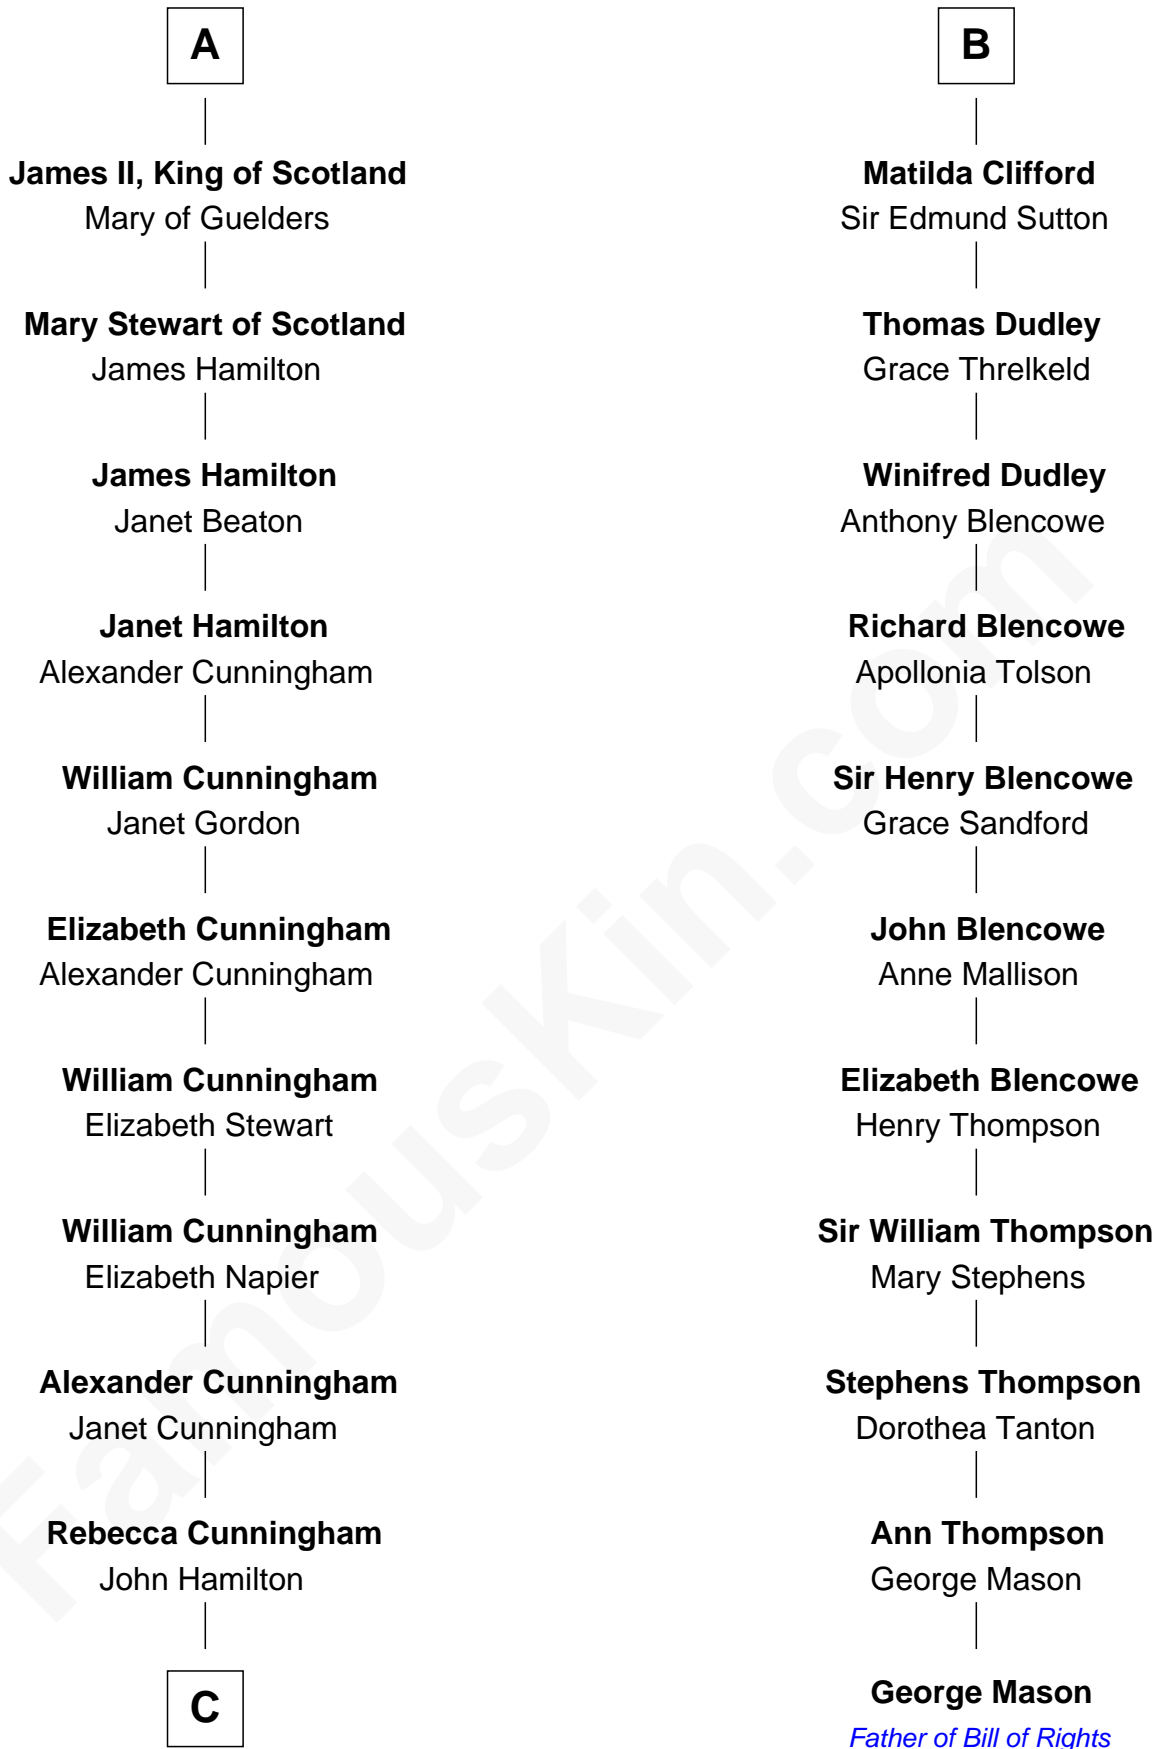 A
James II, King of Scotland
Mary of Guelders
Mary Stewart of Scotland
James Hamilton
James Hamilton
Janet Beaton
Janet Hamilton
Alexander Cunningham
William Cunningham
Janet Gordon
Elizabeth Cunningham
Alexander Cunningham
William Cunningham
Elizabeth Stewart
William Cunningham
Elizabeth Napier
Alexander Cunningham
Janet Cunningham
Rebecca Cunningham
John Hamilton
C
B
Matilda Clifford
Sir Edmund Sutton
Thomas Dudley
Grace Threlkeld
Winifred Dudley
Anthony Blencowe
Richard Blencowe
Apollonia Tolson
Sir Henry Blencowe
Grace Sandford
John Blencowe
Anne Mallison
Elizabeth Blencowe
Henry Thompson
Sir William Thompson
Mary Stephens
Stephens Thompson
Dorothea Tanton
Ann Thompson
George Mason
George Mason
Father of Bill of Rights
FamousKin.com